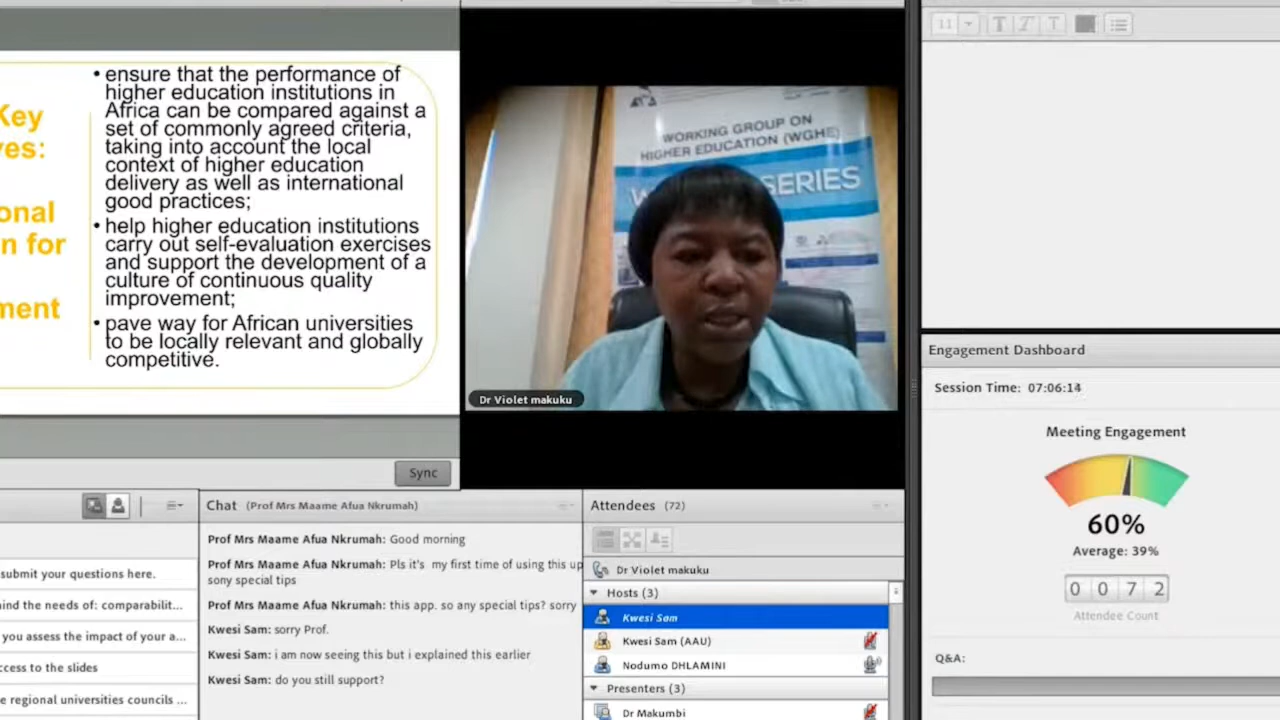 Key
ves:
onal
n for
ment
• ensure that the performance of
higher education institutions in
Africa can be compared against a
set of commonly agreed criteria,
taking into account the local
context of higher education
delivery as well as international
good practices;
• help higher education institutions
carry out self-evaluation exercises
and support the development of a
culture of continuous quality
improvement;
• pave way for African universities
to be locally relevant and globally
competitive.
Sync
WORKING GROUP ON
HIGHER EDUCATION (WGHE)
SERIES
Dr Violet makuku
11
T T T
Engagement Dashboard
Session Time: 07:06:14
Meeting Engagement
60%
Average: 39%
0 0 7 2
Attendee Count
Q&A:
submit your questions here.
ind the needs of: comparabilit...
you assess the impact of your a...
ccess to the slides
e regional universities councils ...
Chat (Prof Mrs Maame Afua Nkrumah)
Prof Mrs Maame Afua Nkrumah: Good morning
Prof Mrs Maame Afua Nkrumah: Pls it's my first time of using this up
sony special tips
Prof Mrs Maame Afua Nkrumah: this app. so any special tips? sorry
Kwesi Sam: sorry Prof.
Kwesi Sam: i am now seeing this but i explained this earlier
Kwesi Sam: do you still support?
Attendees (72)
Dr Violet makuku
Hosts (3)
Kwesi Sam
Kwesi Sam (AAU)
Nodumo DHLAMINI
Presenters (3)
Dr Makumbi